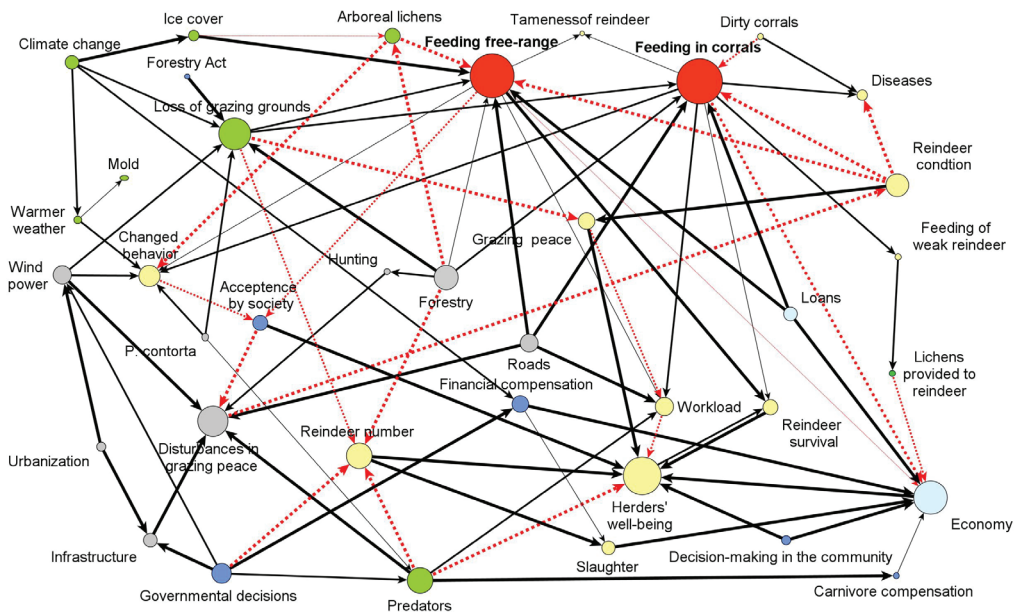 Ice cover
Arboreal lichens
Tamenessof reindeer
Dirty corrals
Climate change
Feeding free-range
Feeding in corrals
Forestry Act
Diseases
Loss of grazing grounds
Mold
Reindeer
condtion
Warmer
weather
Changed
behavior
Grazing peace
Feeding of
weak reindeer
Wind
power
Hunting
Acceptence
by society
Forestry
Loans
P. contorta
Roads
Lichens
provided to
reindeer
Financial compensation
Workload
Reindeer
survival
Reindeer number
Disturbances in
grazing peace
Urbanization
Herders'
well-being
Economy
Infrastructure
Decision-making in the community
Slaughter
Governmental decisions
Predators
Carnivore compensation